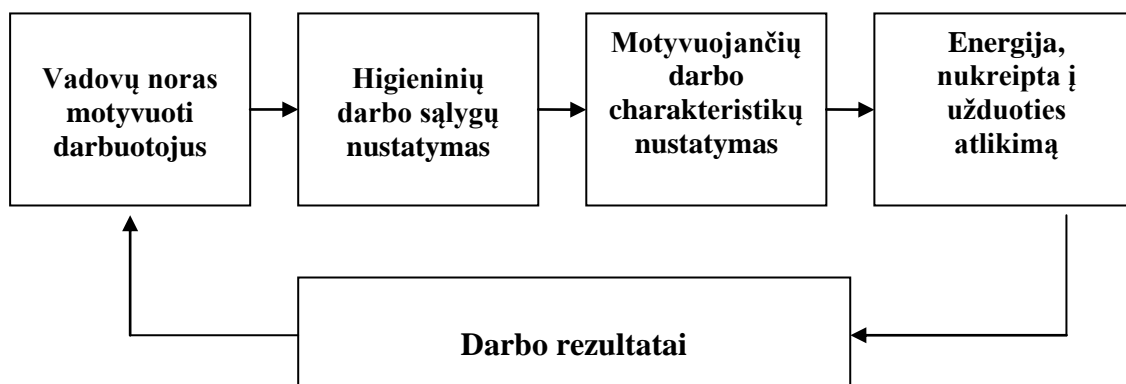 Vadovų noras
motyvuoti
darbuotojus
Higieninių
darbo sąlygų
nustatymas
Motyvuojančių
darbo
charakteristikų
nustatymas
Energija,
nukreipta į
užduoties
atlikimą
Darbo rezultatai